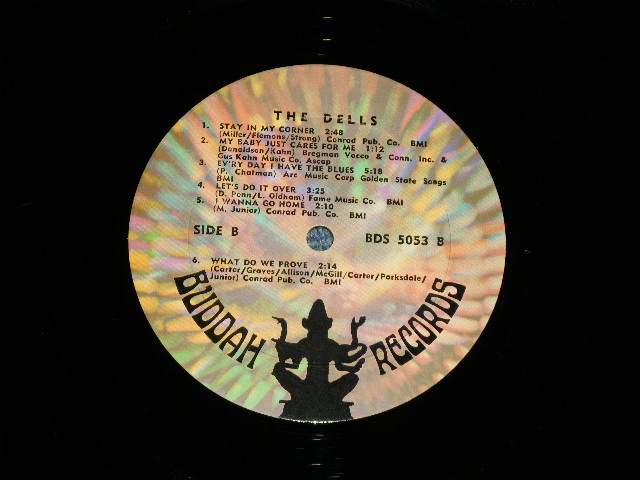 THE DELLS
1. STAY IN MY CORNER 2:48
(Miller/Flemons/Strong) Conrad Pub. Co. BMI
2. MY BABY JUST CARES FOR ME 1:12
(Donaldson/Kahn) Bregman Vocco & Conn. Inc. &
Gus Kahn Music Co. Ascap
3. EV'RY DAY I HAVE THE BLUES 5:18
(P. Chatman) Arc Music Corp Golden State Songs
BMI
4. LET'S DO IT OVER 3:25
(D. Penn/L. Oldham) Fame Music Co. BMI
5. I WANNA GO HOME 2:10
(M. Junior) Conrad Pub. Co. BMI
SIDE B
BDS 5053 B
6. WHAT DO WE PROVE 2:14
(Carter/Graves/Allison/McGill/Carter/Parksdale/
Junior) Conrad Pub. Co. BMI
BUDDAH RECORDS